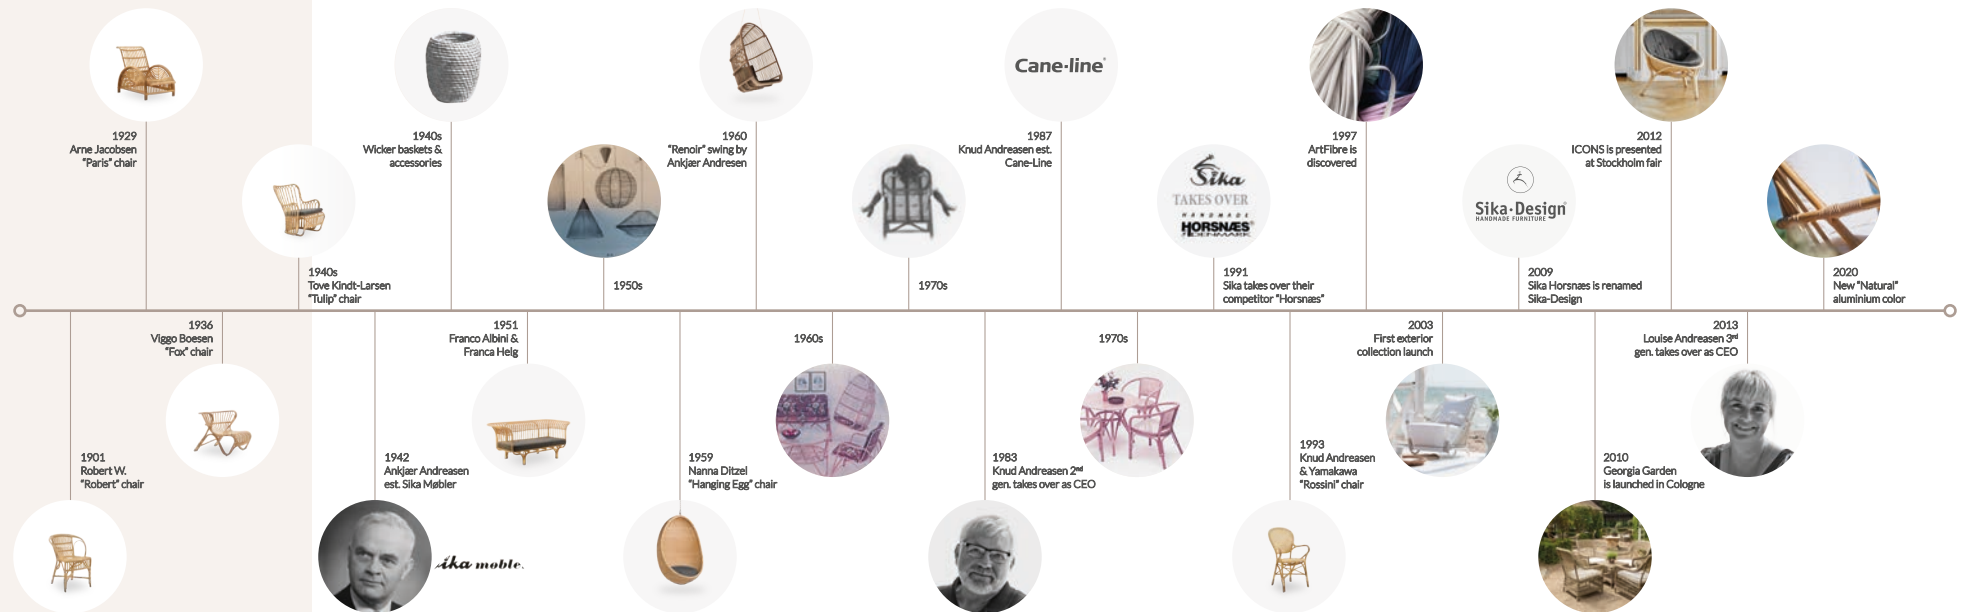 1929
Arne Jacobsen
"Paris" chair
1940s
Wicker baskets &
accessories
1960
"Renoir" swing by
Ankjær Andresen
Cane-line®
1987
Knud Andreasen est.
Cane-Line
1997
ArtFibre is
discovered
2012
ICONS is presented
at Stockholm fair
1940s
Tove Kindt-Larsen
"Tulip" chair
1950s
1970s
Sika
TAKES OVER
HANDMADE
HORSNÆS®
DENMARK
1991
Sika takes over their
competitor "Horsnæs"
Sika·Design®
HANDMADE FURNITURE
2009
Sika Horsnæs is renamed
Sika-Design
2020
New "Natural"
aluminium color
1936
Viggo Boesen
"Fox" chair
1951
Franco Albini &
Franca Helg
1960s
1970s
2003
First exterior
collection launch
2013
Louise Andreasen 3rd
gen. takes over as CEO
1901
Robert W.
"Robert" chair
1942
Ankjær Andreasen
est. Sika Møbler
ika møble.
1959
Nanna Ditzel
"Hanging Egg" chair
1983
Knud Andreasen 2nd
gen. takes over as CEO
1993
Knud Andreasen
& Yamakawa
"Rossini" chair
2010
Georgia Garden
is launched in Cologne